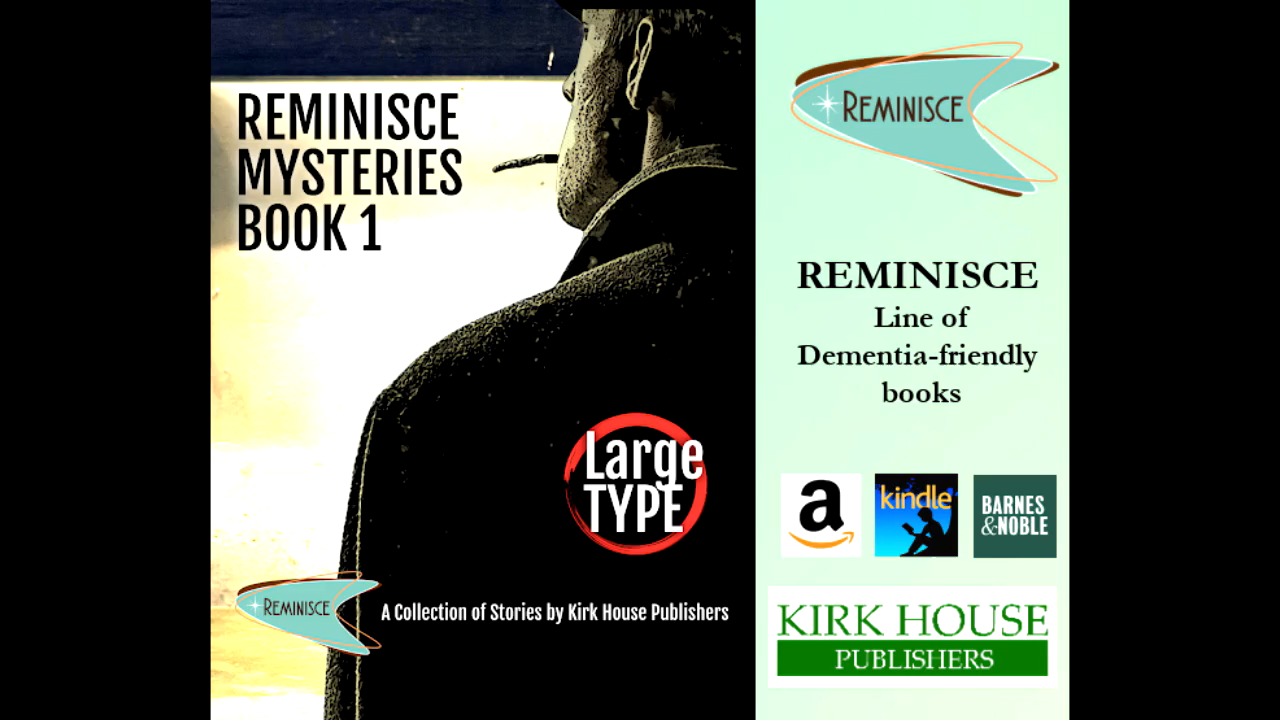 REMINISCE
MYSTERIES
BOOK 1
Large
TYPE
REMINISCE
A Collection of Stories by Kirk House Publishers
REMINISCE
REMINISCE
Line of
Dementia-friendly
books
a
kindle
BARNES
&NOBLE
KIRK HOUSE
PUBLISHERS